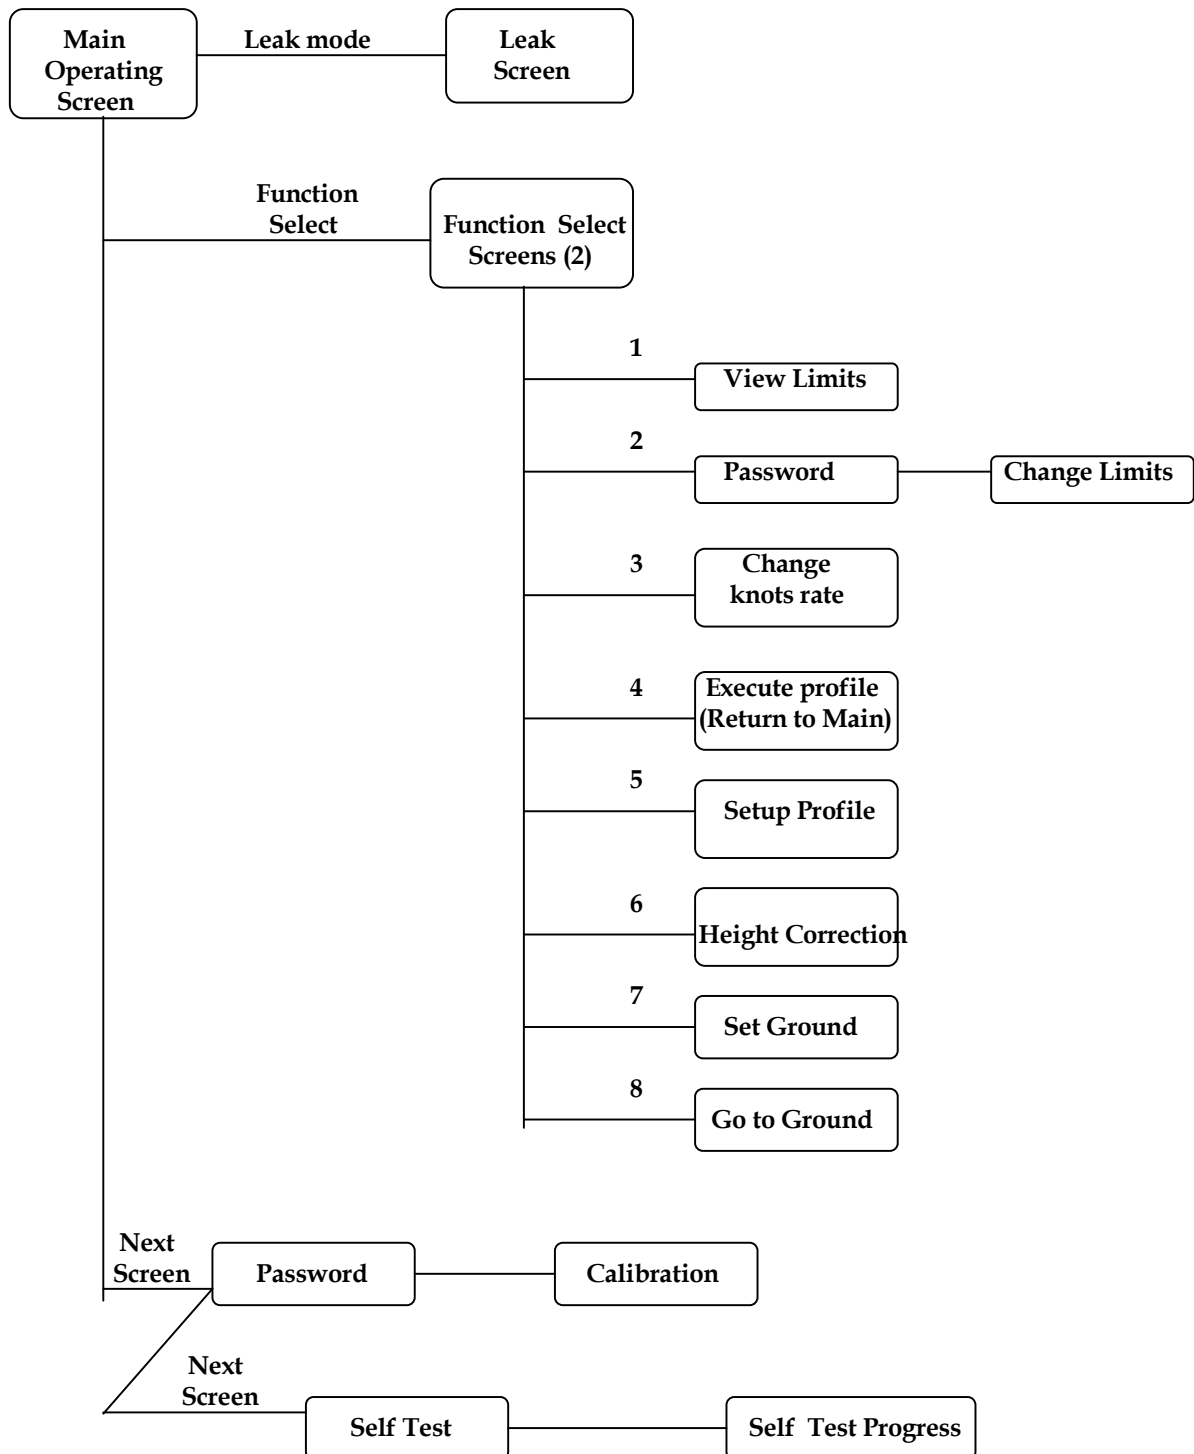 Main
Operating
Screen
Leak mode
Leak
Screen
Function
Select
Function Select
Screens (2)
1
View Limits
2
Password
Change Limits
3
Change
knots rate
4
Execute profile
(Return to Main)
5
Setup Profile
6
Height Correction
7
Set Ground
8
Go to Ground
Next
Screen
Password
Calibration
Next
Screen
Self Test
Self Test Progress